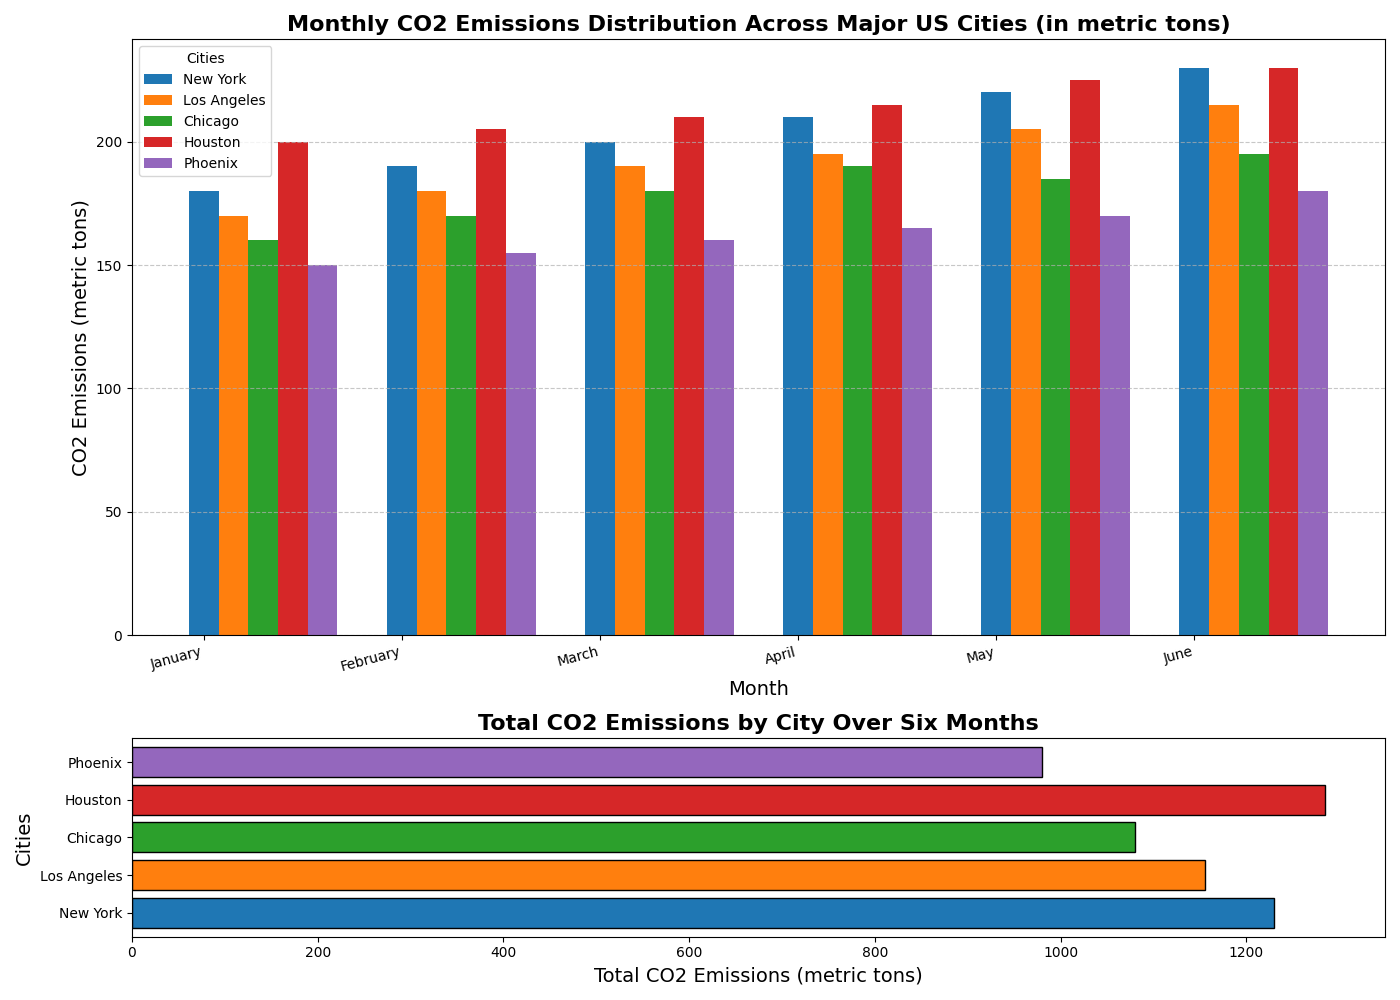 Monthly CO2 Emissions Distribution Across Major US Cities (in metric tons)
Cities
New York
Los Angeles
Chicago
Houston
Phoenix
CO2 Emissions (metric tons)
200
150
100
50
0
January
February
March
April
May
June
Month
Total CO2 Emissions by City Over Six Months
Cities
Phoenix
Houston
Chicago
Los Angeles
New York
0
200
400
600
800
1000
1200
Total CO2 Emissions (metric tons)